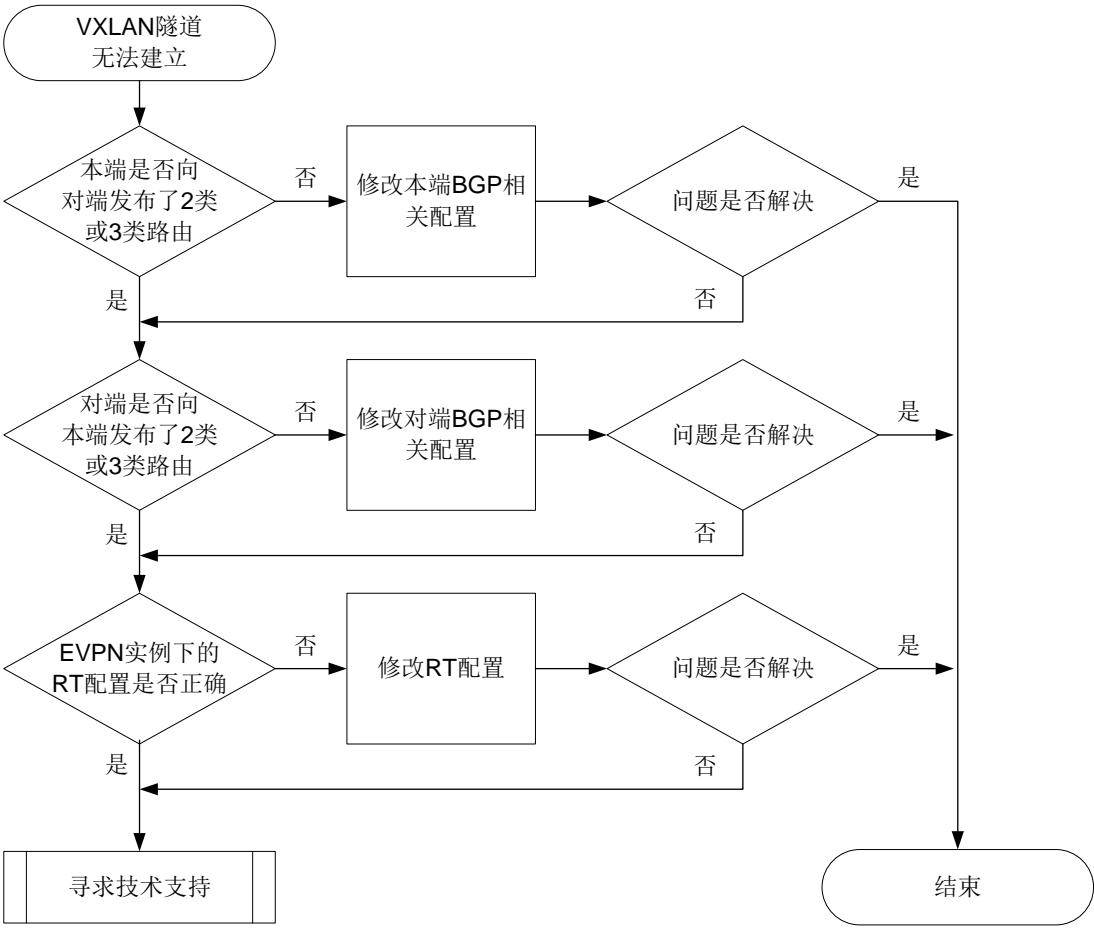 VXLAN隧道
无法建立
本端是否向
对端发布了2类
或3类路由
否
修改本端BGP相
关配置
问题是否解决
是
是
否
对端是否向
本端发布了2类
或3类路由
否
修改对端BGP相
关配置
问题是否解决
是
是
否
EVPN实例下的
RT配置是否正确
否
修改RT配置
问题是否解决
是
是
否
寻求技术支持
结束